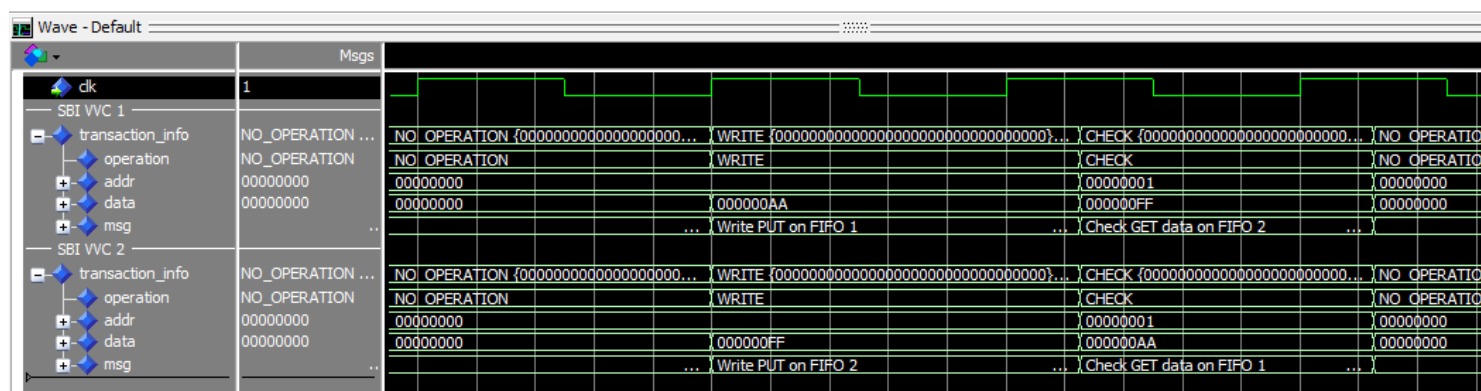 Wave - Default
Msgs
clk 1
SBI VVC 1
transaction_info NO_OPERATION ... NO_OPERATION {0000000000000000000... WRITE {00000000000000000000000000000000}... CHECK {000000000000000000000000... NO_OPERATIO
operation NO_OPERATION NO_OPERATION WRITE CHECK NO_OPERATIO
addr 00000000 00000000 00000001 00000000
data 00000000 00000000 000000AA 000000FF 00000000
msg .. ... Write PUT on FIFO 1 ... Check GET data on FIFO 2 ...
SBI VVC 2
transaction_info NO_OPERATION ... NO_OPERATION {0000000000000000000... WRITE {00000000000000000000000000000000}... CHECK {000000000000000000000000... NO_OPERATIO
operation NO_OPERATION NO_OPERATION WRITE CHECK NO_OPERATIO
addr 00000000 00000000 00000001 00000000
data 00000000 00000000 000000FF 000000AA 00000000
msg .. ... Write PUT on FIFO 2 ... Check GET data on FIFO 1 ...